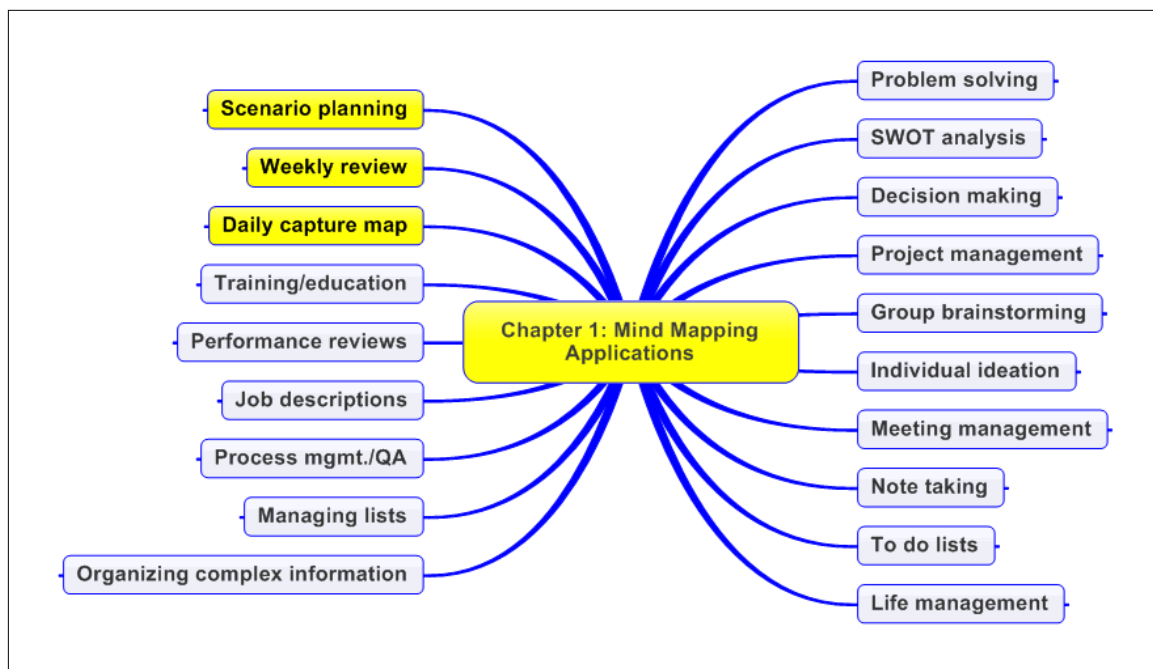 Chapter 1: Mind Mapping
Applications
Problem solving
SWOT analysis
Decision making
Project management
Group brainstorming
Individual ideation
Meeting management
Note taking
To do lists
Life management
Scenario planning
Weekly review
Daily capture map
Training/education
Performance reviews
Job descriptions
Process mgmt./QA
Managing lists
Organizing complex information